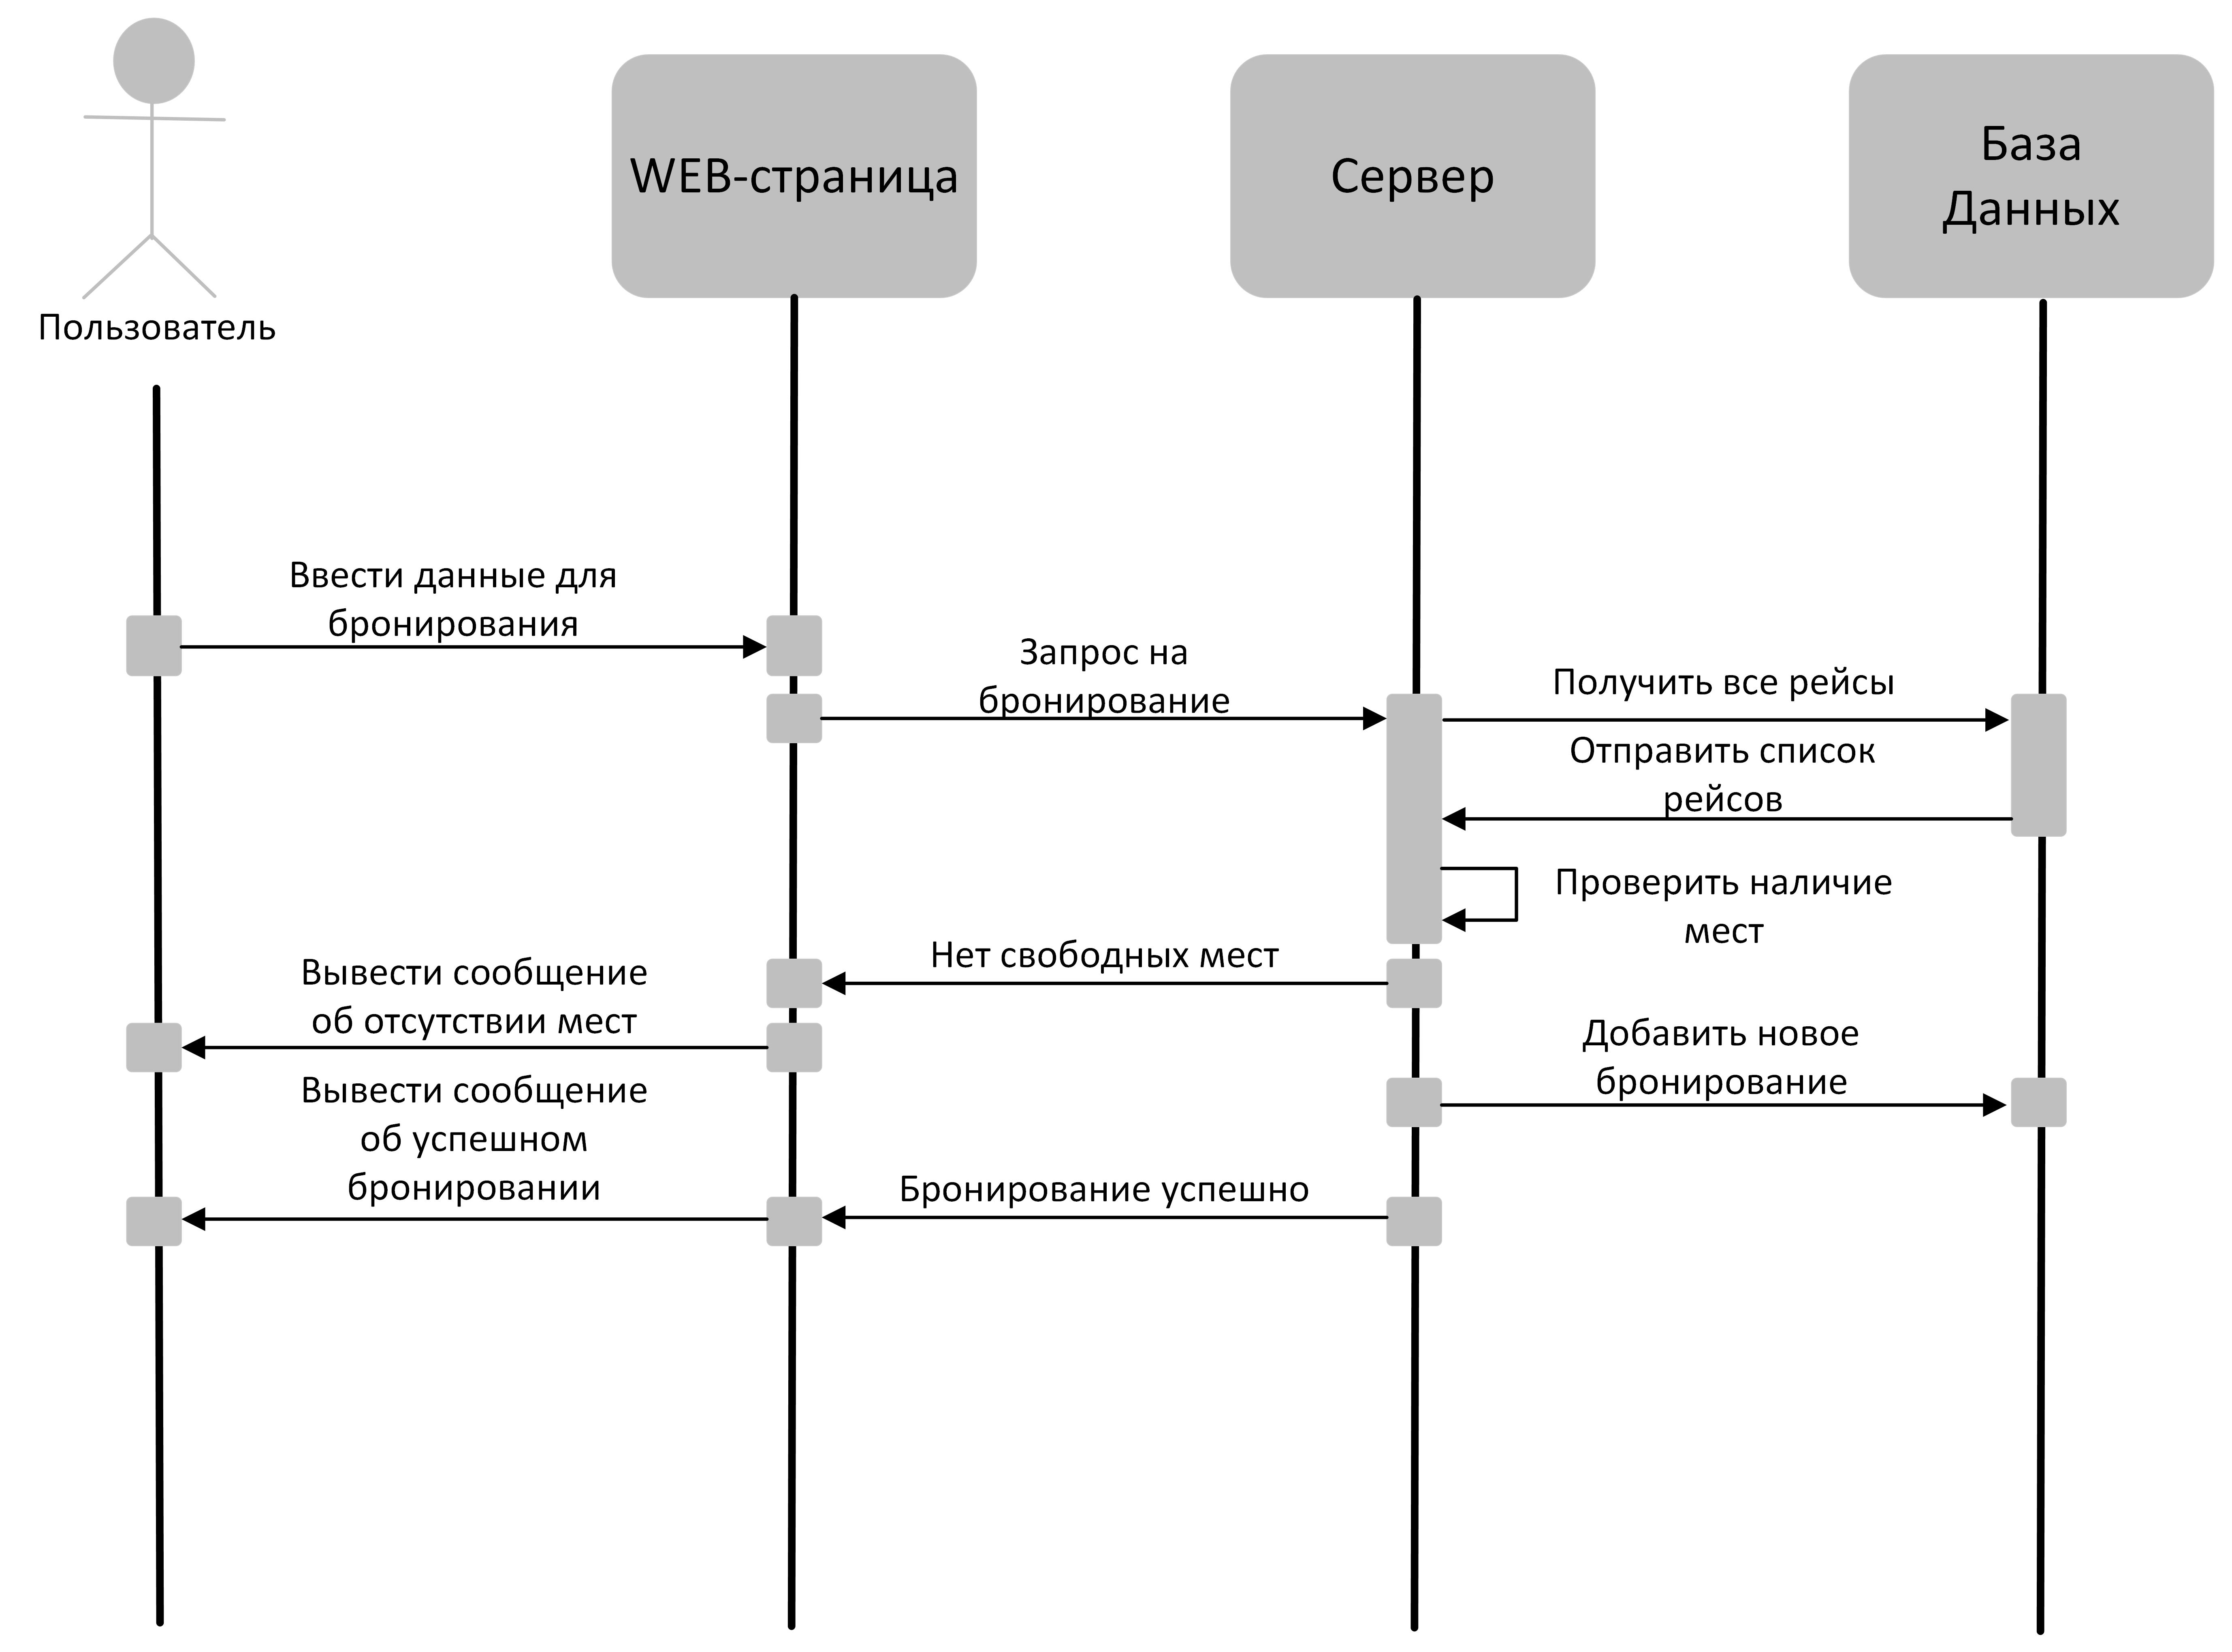 WEB-страница
Сервер
База
Данных
Пользователь
Ввести данные для
бронирования
Запрос на
бронирование
Получить все рейсы
Отправить список
рейсов
Проверить наличие
мест
Нет свободных мест
Вывести сообщение
об отсутствии мест
Добавить новое
бронирование
Вывести сообщение
об успешном
бронировании
Бронирование успешно